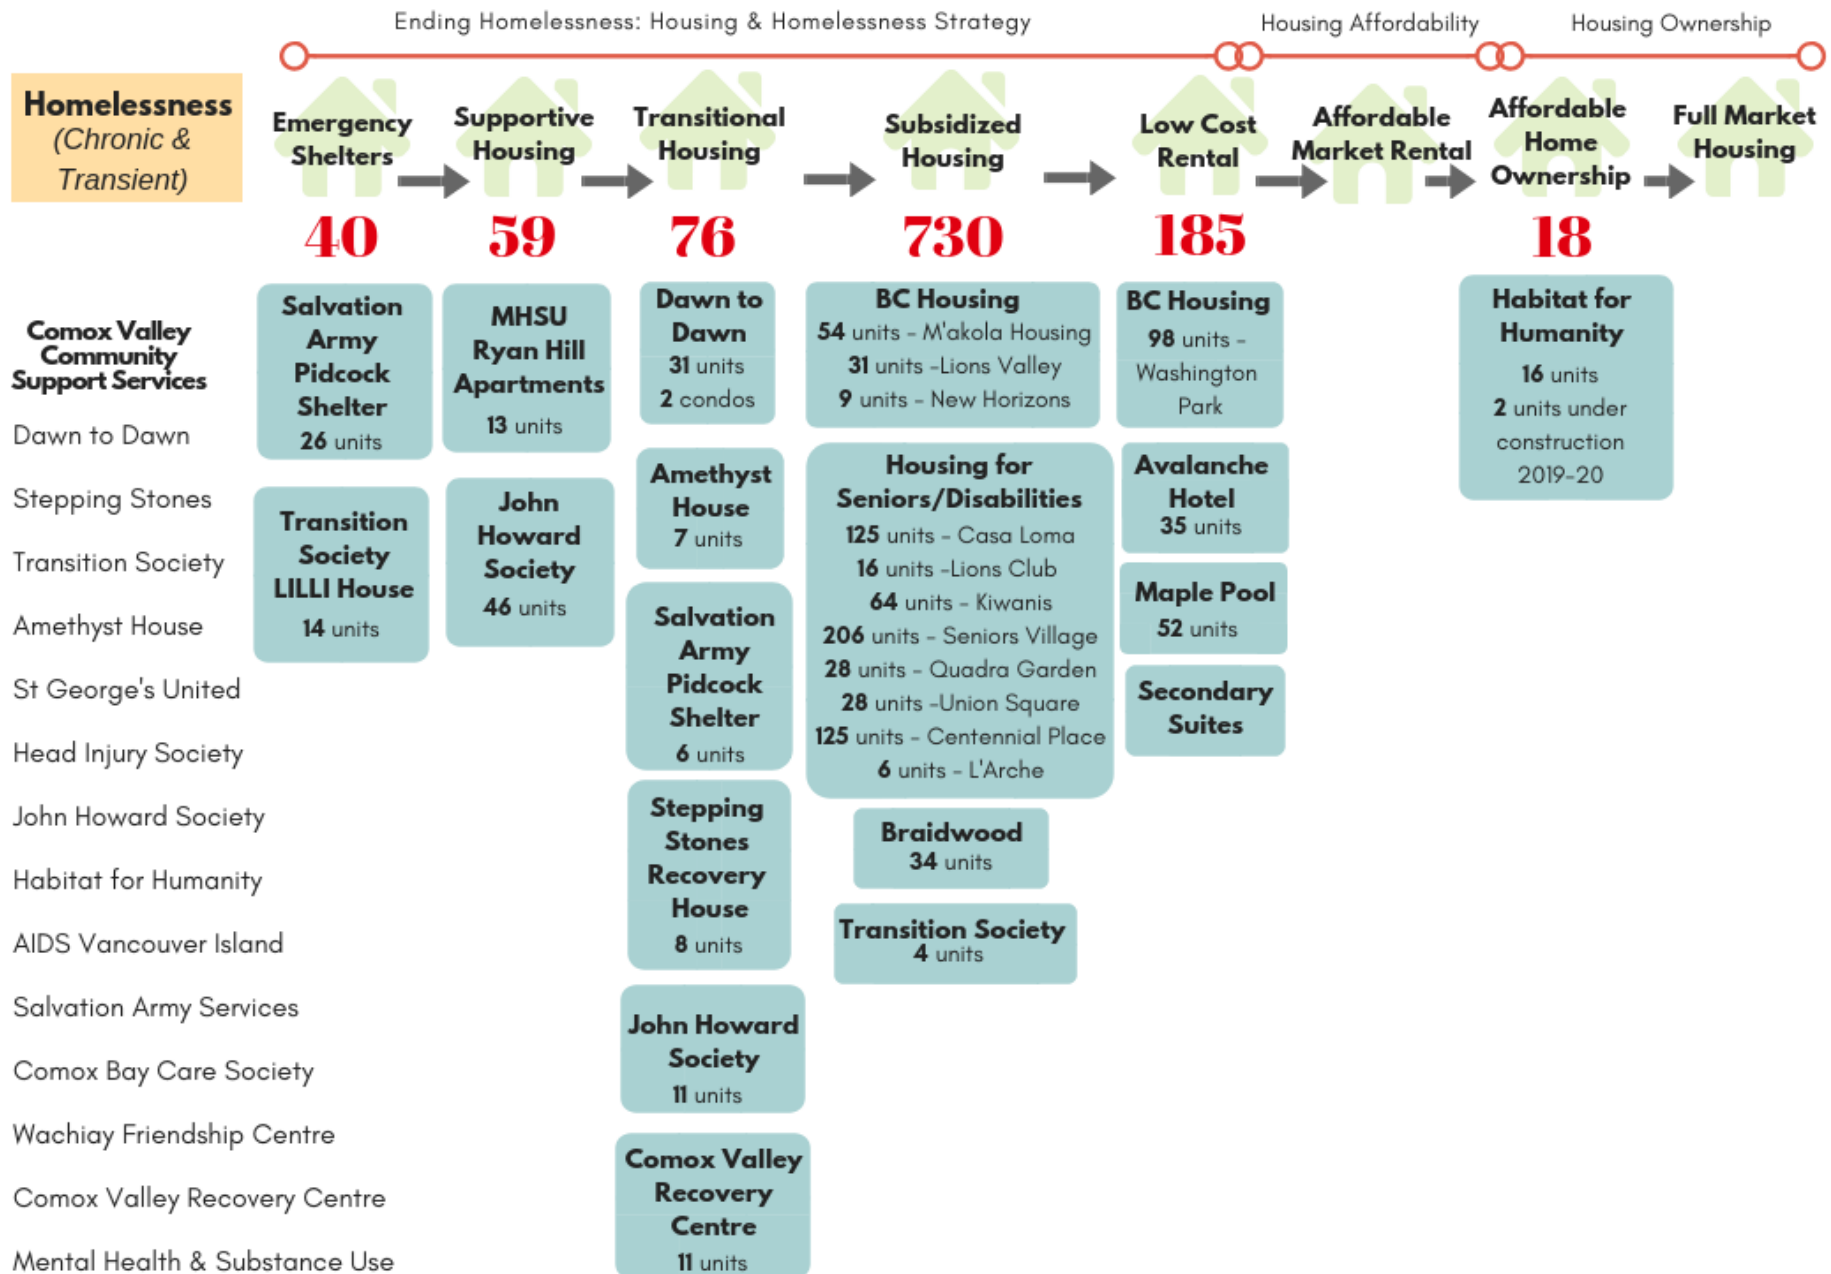 Ending Homelessness: Housing & Homelessness Strategy
Housing Affordability
Housing Ownership
Homelessness
(Chronic &
Transient)
Emergency
Shelters
Supportive
Housing
Transitional
Housing
Subsidized
Housing
Low Cost
Rental
Affordable
Market Rental
Affordable
Home
Ownership
Full Market
Housing
40
59
76
730
185
18
Comox Valley
Community
Support Services
Dawn to Dawn
Stepping Stones
Transition Society
Amethyst House
St George's United
Head Injury Society
John Howard Society
Habitat for Humanity
AIDS Vancouver Island
Salvation Army Services
Comox Bay Care Society
Wachiay Friendship Centre
Comox Valley Recovery Centre
Mental Health & Substance Use
Salvation
Army
Pidcock
Shelter
26 units
Transition
Society
LILLI House
14 units
MHSU
Ryan Hill
Apartments
13 units
John
Howard
Society
46 units
Dawn to
Dawn
31 units
2 condos
Amethyst
House
7 units
Salvation
Army
Pidcock
Shelter
6 units
Stepping
Stones
Recovery
House
8 units
John Howard
Society
11 units
Comox Valley
Recovery
Centre
11 units
BC Housing
54 units - M'akola Housing
31 units -Lions Valley
9 units - New Horizons
Housing for
Seniors/Disabilities
125 units - Casa Loma
16 units -Lions Club
64 units - Kiwanis
206 units - Seniors Village
28 units - Quadra Garden
28 units -Union Square
125 units - Centennial Place
6 units - L'Arche
Braidwood
34 units
Transition Society
4 units
BC Housing
98 units -
Washington
Park
Avalanche
Hotel
35 units
Maple Pool
52 units
Secondary
Suites
Habitat for
Humanity
16 units
2 units under
construction
2019-20